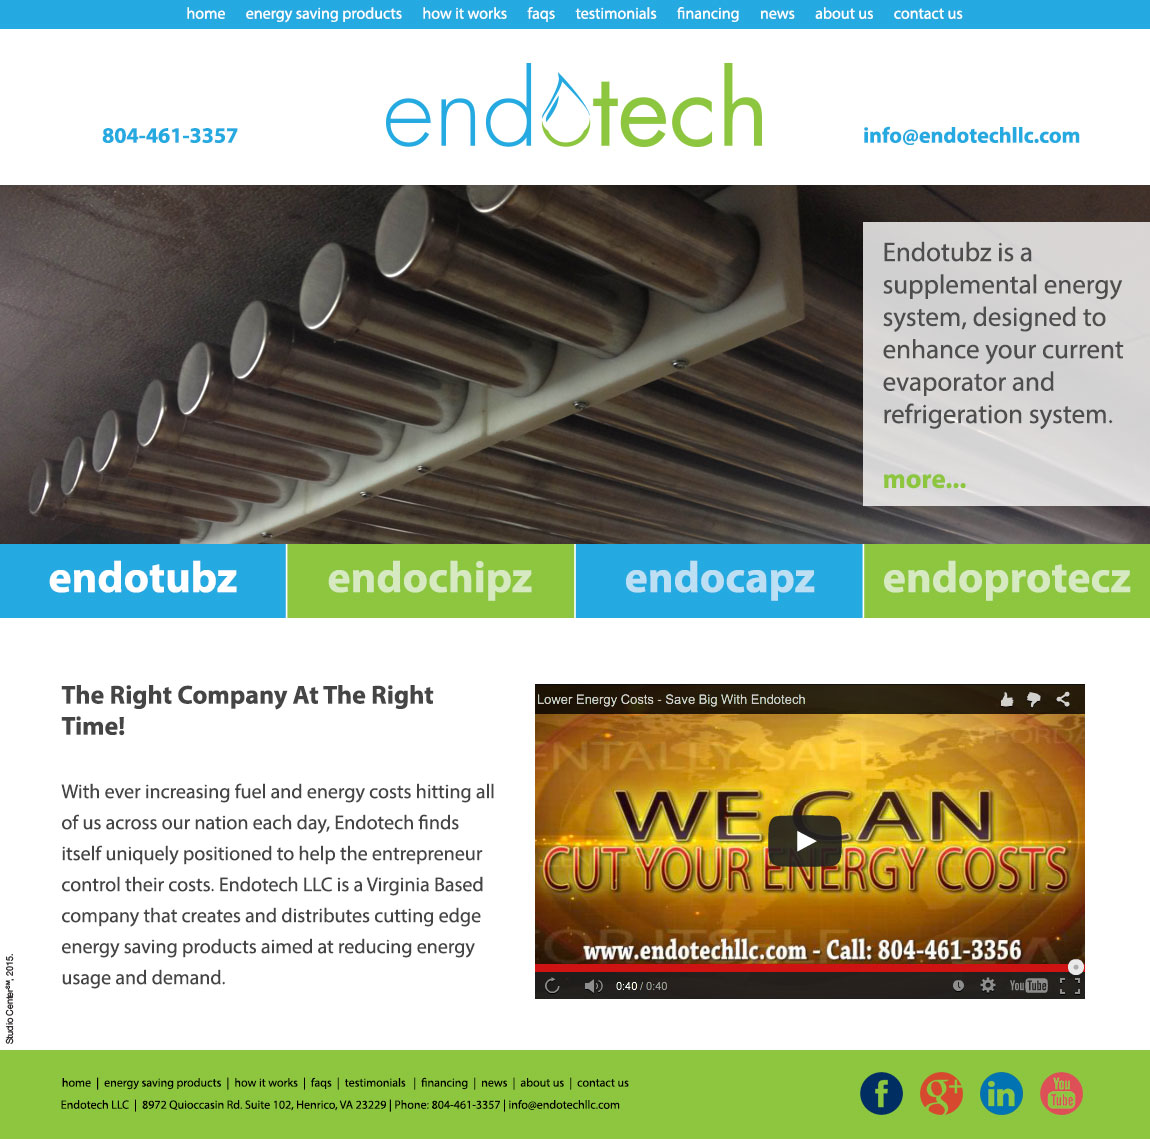 home energy saving products how it works faqs testimonials financing news about us contact us
endotech
804-461-3357
info@endotechllc.com
Endotubz is a
supplemental energy
system, designed to
enhance your current
evaporator and
refrigeration system.
more...
endotubz
endochipz
endocapz
endoprotecz
The Right Company At The Right
Time!
With ever increasing fuel and energy costs hitting all
of us across our nation each day, Endotech finds
itself uniquely positioned to help the entrepreneur
control their costs. Endotech LLC is a Virginia Based
company that creates and distributes cutting edge
energy saving products aimed at reducing energy
usage and demand.
Lower Energy Costs - Save Big With Endotech
AFFORDA
ENTALLY SAFE
WE CAN
CUT YOUR ENERGY COSTS
FOR ITSELF
www.endotechllc.com - Call: 804-461-3356
0:40 / 0:40
YouTube
Studio Center℠, 2015.
home | energy saving products | how it works | faqs | testimonials | financing | news | about us | contact us
Endotech LLC | 8972 Quioccasin Rd. Suite 102, Henrico, VA 23229 | Phone: 804-461-3357 | info@endotechllc.com
f
g+
in
You
Tube